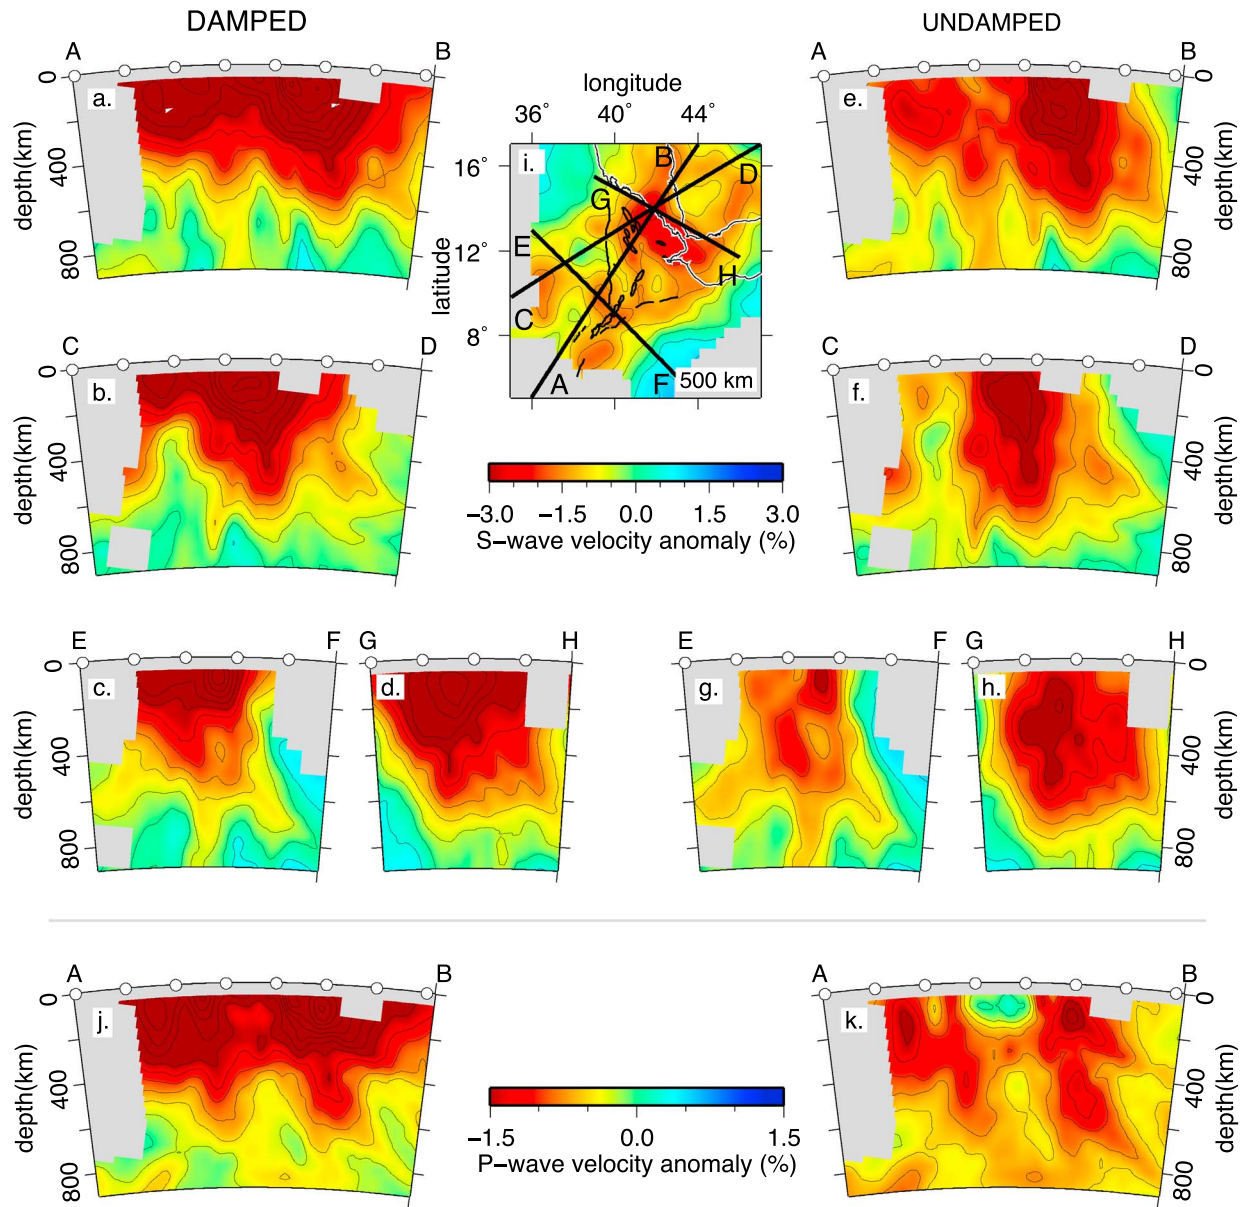 DAMPED
UNDAMPED
A B
A B
longitude
36° 40° 44°
0 400 800
depth(km)
a.
i.
16°
12°
8°
latitude
B
D
G
E
C
H
A
F
500 km
e.
0 400 800
depth(km)
C D
C D
0 400 800
depth(km)
b.
f.
0 400 800
depth(km)
−3.0 −1.5 0.0 1.5 3.0
S−wave velocity anomaly (%)
E F G H
E F G H
0 400 800
depth(km)
c.
d.
g.
h.
0 400 800
depth(km)
A B
A B
0 400 800
depth(km)
j.
k.
0 400 800
depth(km)
−1.5 0.0 1.5
P−wave velocity anomaly (%)